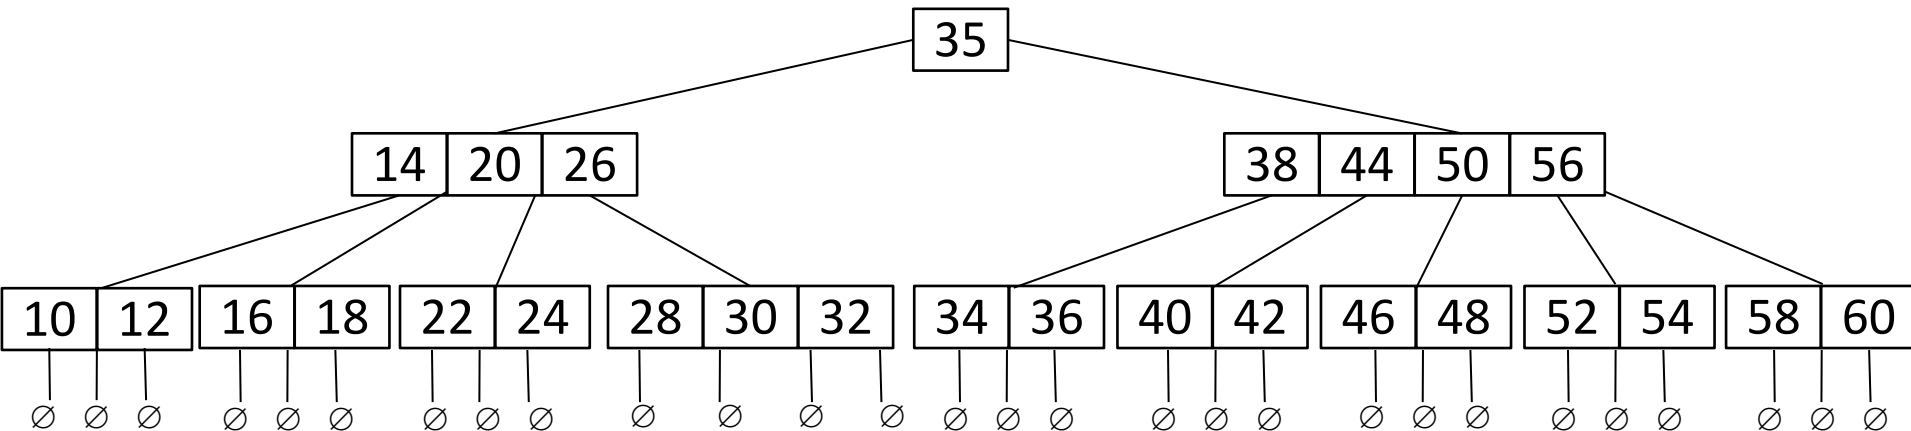 35
14 20 26 38 44 50 56
10 12 16 18 22 24 28 30 32 34 36 40 42 46 48 52 54 58 60
∅ ∅ ∅ ∅ ∅ ∅ ∅ ∅ ∅ ∅ ∅ ∅ ∅ ∅ ∅ ∅ ∅ ∅ ∅ ∅ ∅ ∅ ∅ ∅ ∅ ∅ ∅ ∅